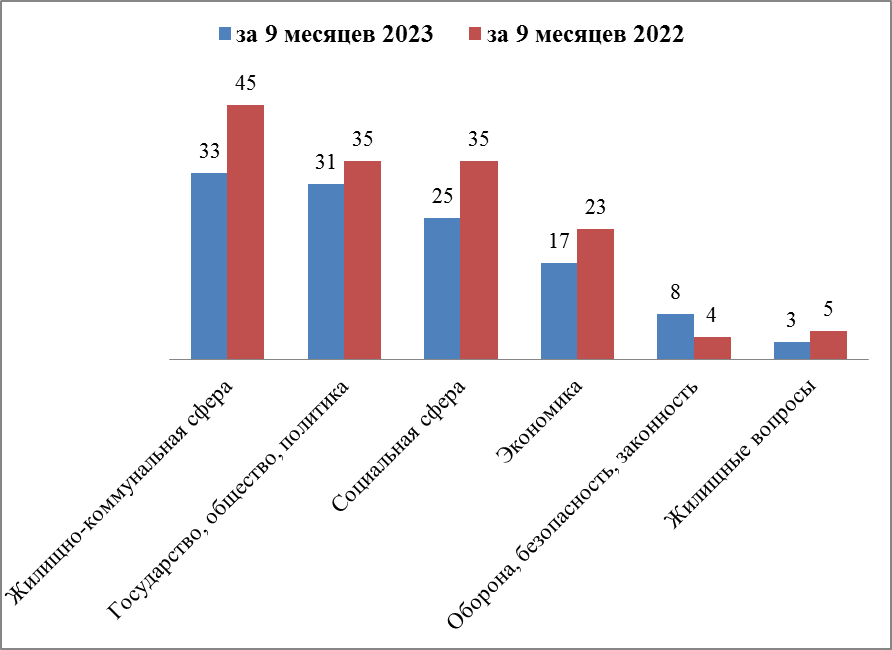 за 9 месяцев 2023 за 9 месяцев 2022
33 45
31 35
25 35
17 23
8 4
3 5
Жилищно-коммунальная сфера
Государство, общество, политика
Социальная сфера
Экономика
Оборона, безопасность, законность
Жилищные вопросы